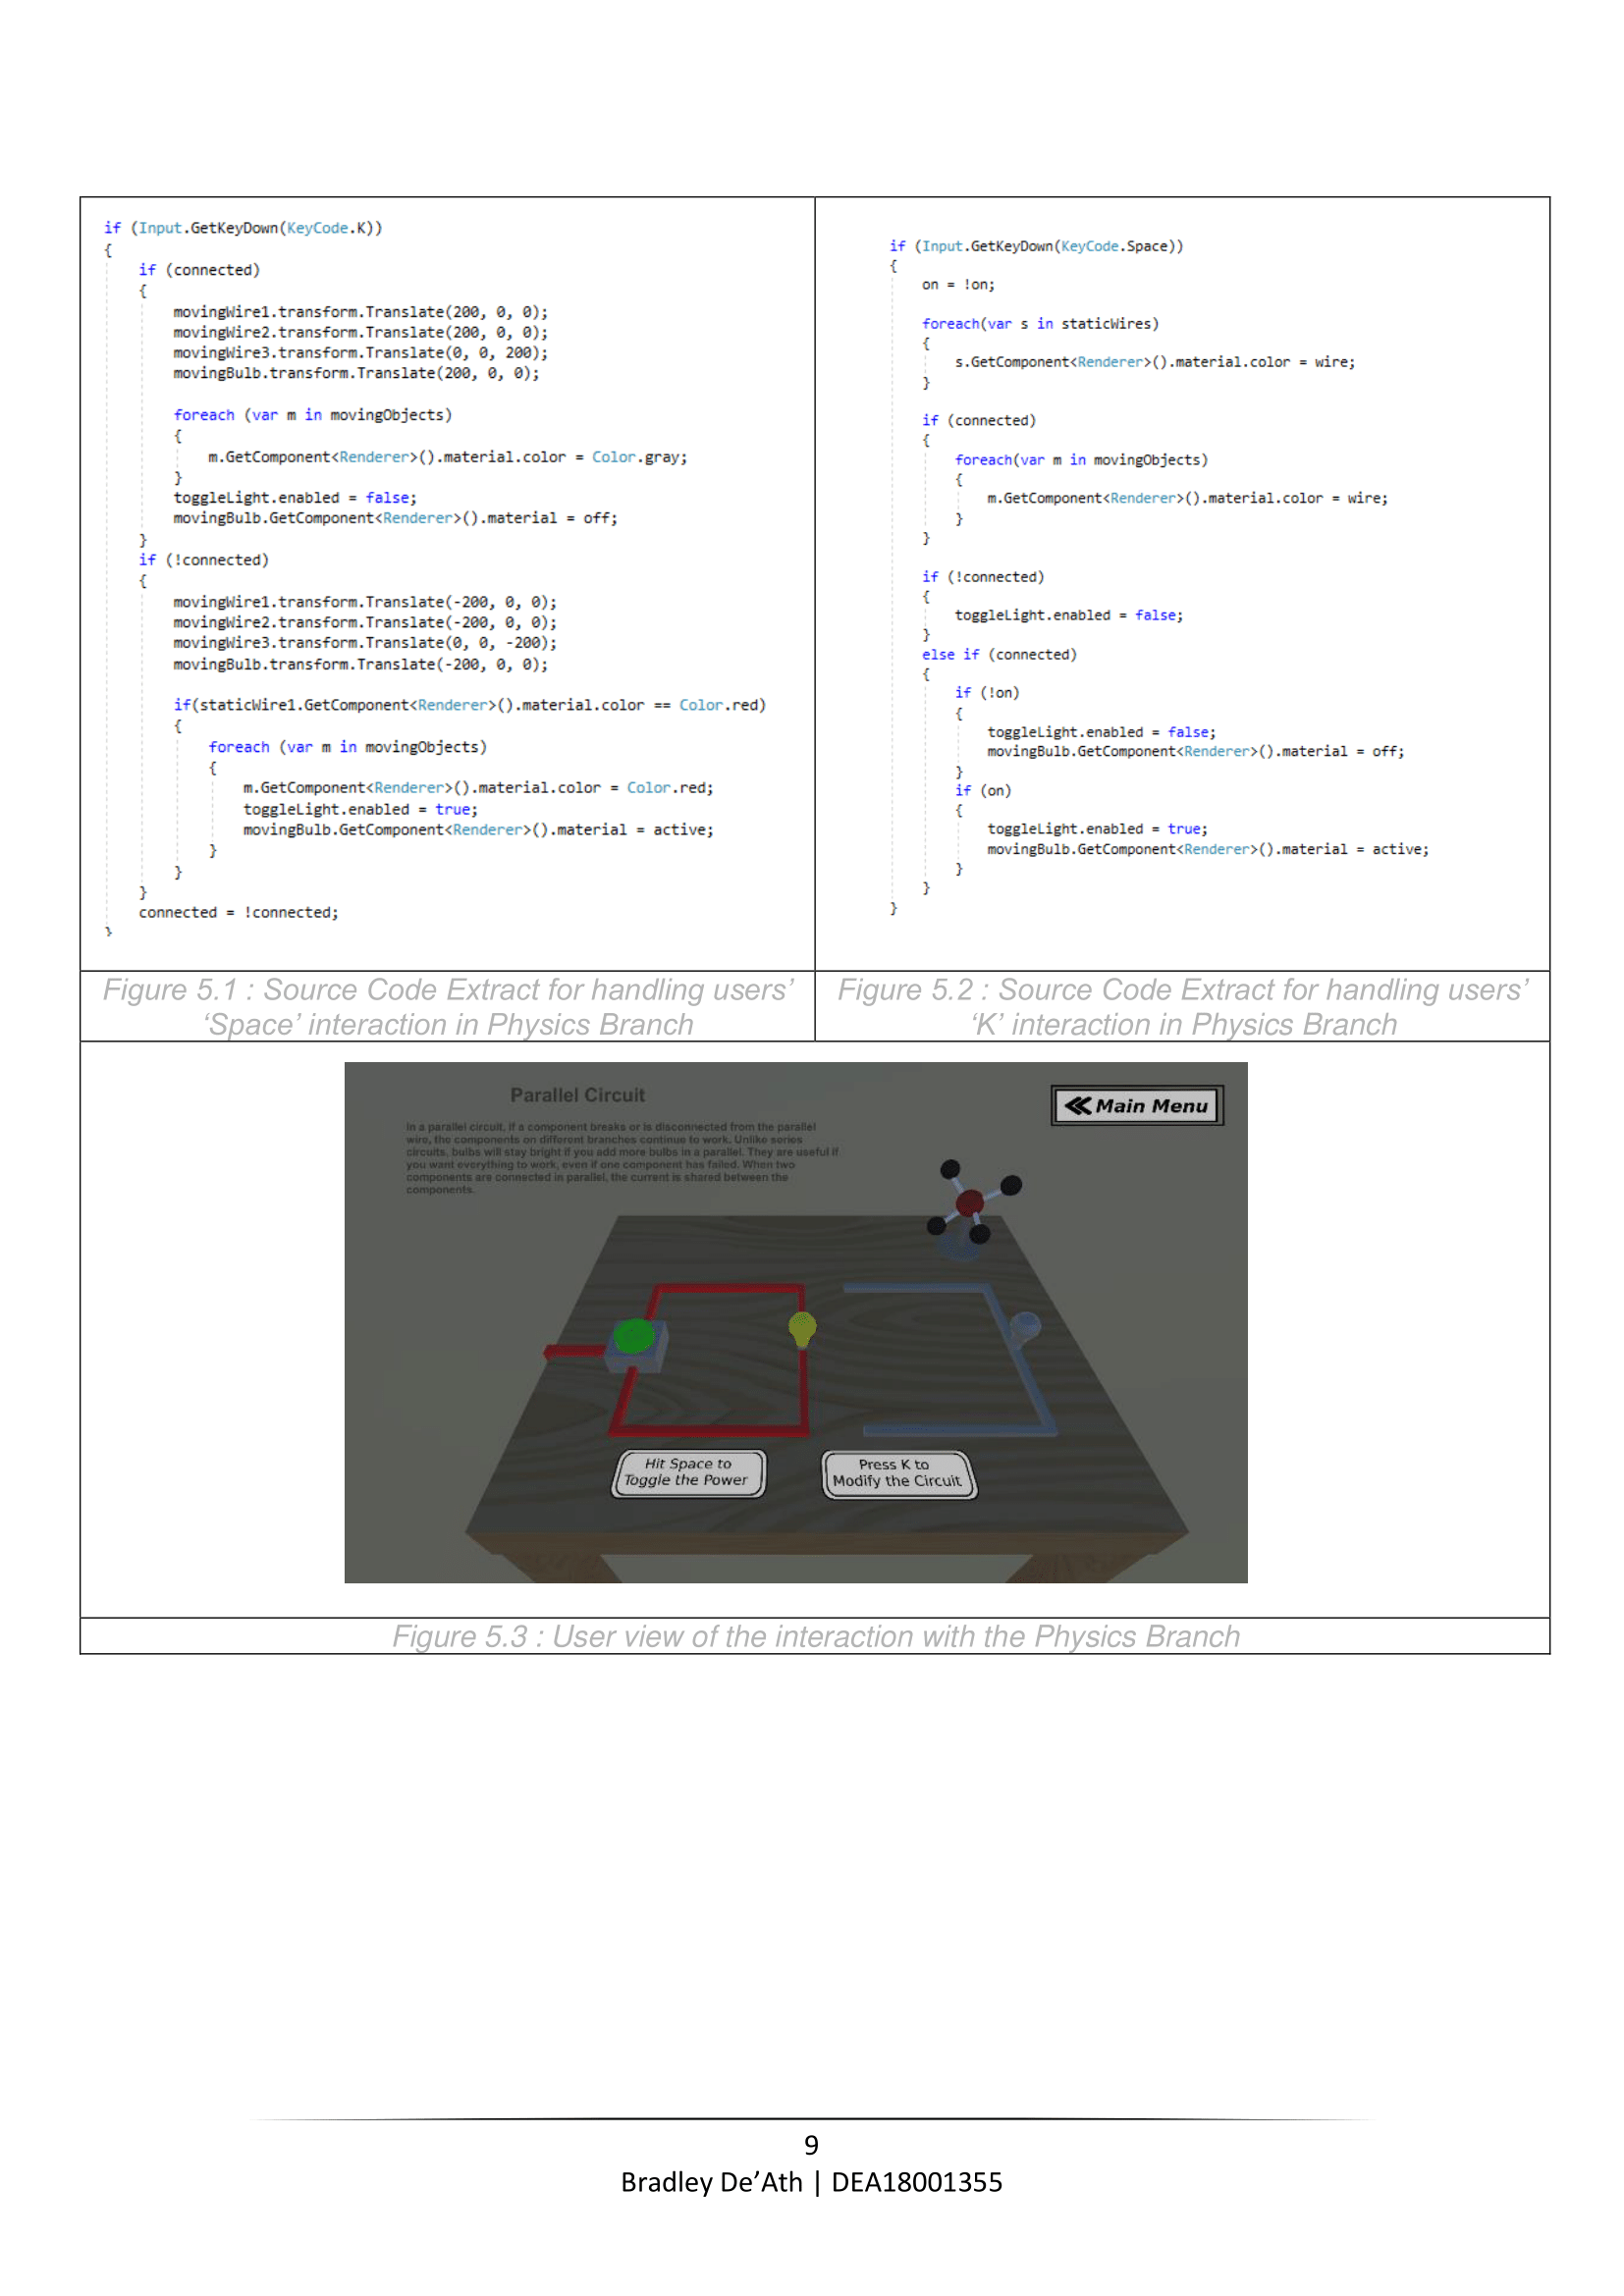 if (Input.GetKeyDown(KeyCode.K))
{
if (connected)
{
movingWire1.transform.Translate(200, 0, 0);
movingWire2.transform.Translate(200, 0, 0);
movingWire3.transform.Translate(0, 0, 200);
movingBulb.transform.Translate(200, 0, 0);
foreach (var m in movingObjects)
{
m.GetComponent<Renderer>().material.color = Color.gray;
}
toggleLight.enabled = false;
movingBulb.GetComponent<Renderer>().material = off;
}
if (!connected)
{
movingWire1.transform.Translate(-200, 0, 0);
movingWire2.transform.Translate(-200, 0, 0);
movingWire3.transform.Translate(0, 0, -200);
movingBulb.transform.Translate(-200, 0, 0);
if(staticWire1.GetComponent<Renderer>().material.color == Color.red)
{
foreach (var m in movingObjects)
{
m.GetComponent<Renderer>().material.color = Color.red;
toggleLight.enabled = true;
movingBulb.GetComponent<Renderer>().material = active;
}
}
}
connected = !connected;
}
if (Input.GetKeyDown(KeyCode.Space))
{
on = !on;
foreach(var s in staticWires)
{
s.GetComponent<Renderer>().material.color = wire;
}
if (connected)
{
foreach(var m in movingObjects)
{
m.GetComponent<Renderer>().material.color = wire;
}
}
if (!connected)
{
toggleLight.enabled = false;
}
else if (connected)
{
if (!on)
{
toggleLight.enabled = false;
movingBulb.GetComponent<Renderer>().material = off;
}
if (on)
{
toggleLight.enabled = true;
movingBulb.GetComponent<Renderer>().material = active;
}
}
}
Figure 5.1 : Source Code Extract for handling users’
‘Space’ interaction in Physics Branch
Figure 5.2 : Source Code Extract for handling users’
‘K’ interaction in Physics Branch
Parallel Circuit
Main Menu
In a parallel circuit, if a component breaks or is disconnected from the parallel
wire, the components on different branches continue to work. Unlike series
circuits, bulbs will stay bright if you add more bulbs in a parallel. They are useful if
you want everything to work, even if one component has failed. When two
components are connected in parallel, the current is shared between the
components.
Hit Space to
Toggle the Power
Press K to
Modify the Circuit
Figure 5.3 : User view of the interaction with the Physics Branch
9
Bradley De’Ath | DEA18001355